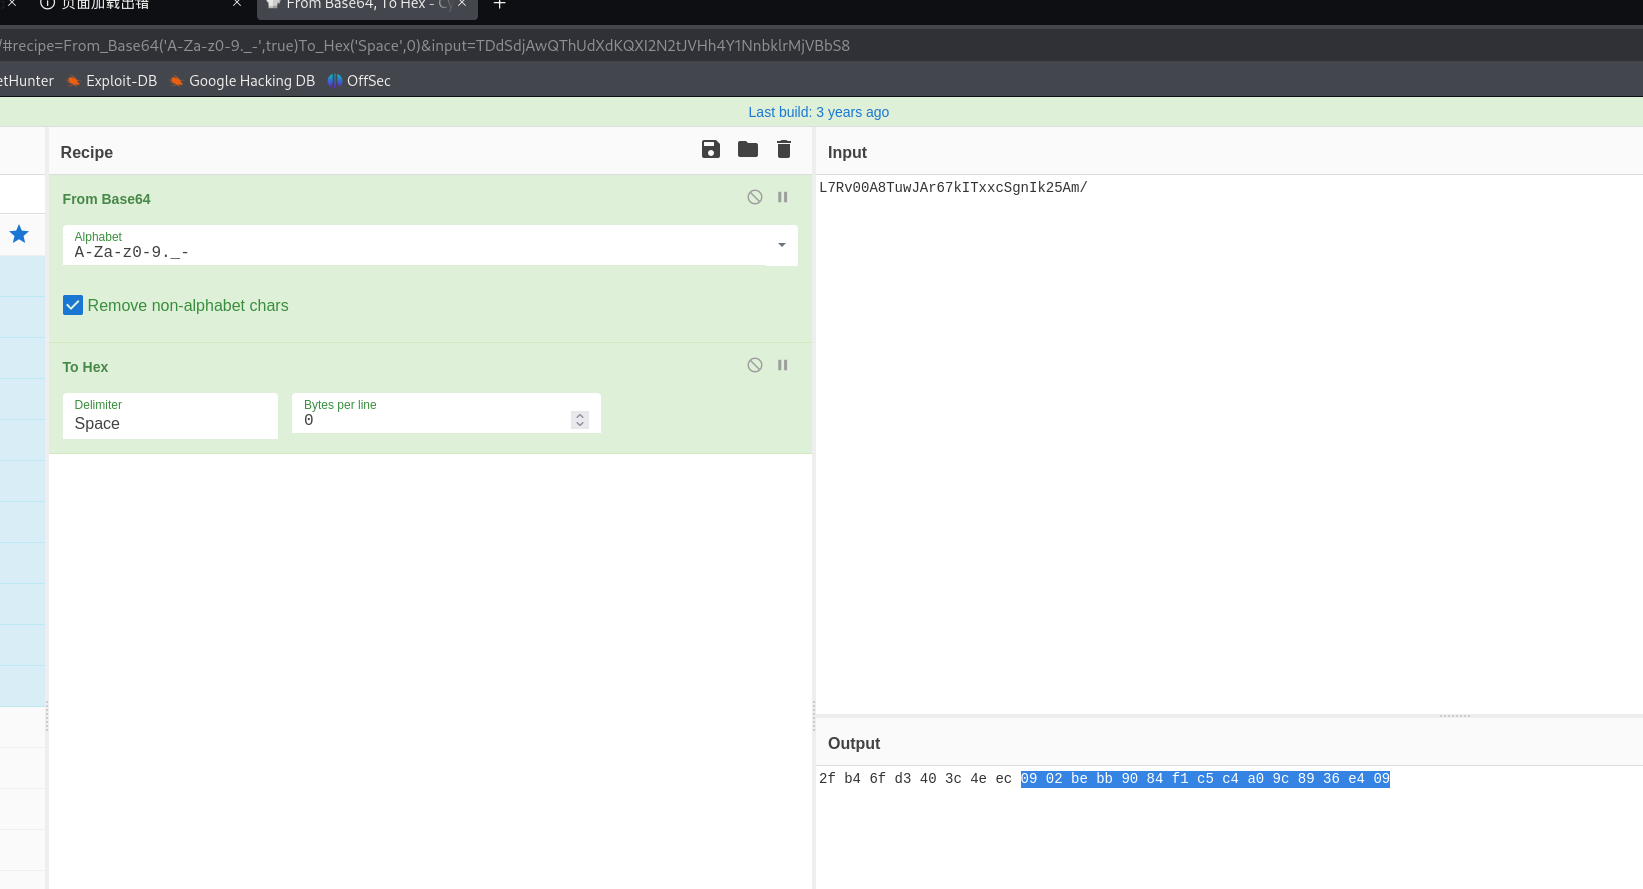 页面加载出错
From Base64, To Hex - Cy
/#recipe=From_Base64('A-Za-z0-9._-',true)To_Hex('Space',0)&input=TDdSdjAwQThUdXdKQXI2N2tJVHh4Y1NnbklrMjVBbS8
etHunter Exploit-DB Google Hacking DB OffSec
Last build: 3 years ago
Recipe
Input
L7Rv00A8TuwJAr67kITxxcSgnIk25Am/
From Base64
Alphabet
A-Za-z0-9._-
Remove non-alphabet chars
To Hex
Delimiter
Space
Bytes per line
0
Output
2f b4 6f d3 40 3c 4e ec 09 02 be bb 90 84 f1 c5 c4 a0 9c 89 36 e4 09